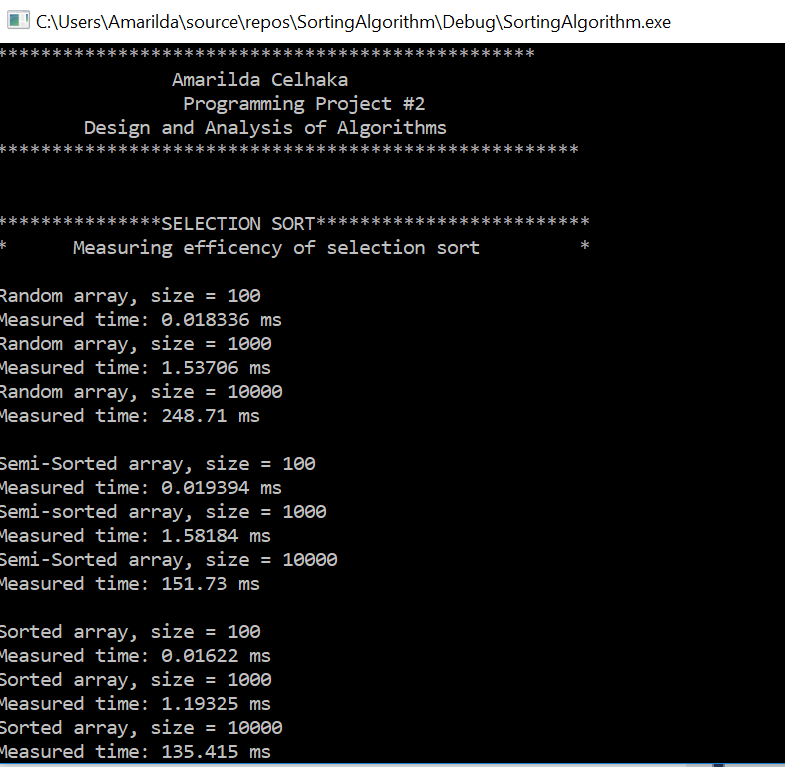 C:\Users\Amarilda\source\repos\SortingAlgorithm\Debug\SortingAlgorithm.exe
*************************************************
Amarilda Celhaka
Programming Project #2
Design and Analysis of Algorithms
*****************************************************
***************SELECTION SORT*************************
* Measuring efficency of selection sort *
Random array, size = 100
Measured time: 0.018336 ms
Random array, size = 1000
Measured time: 1.53706 ms
Random array, size = 10000
Measured time: 248.71 ms
Semi-Sorted array, size = 100
Measured time: 0.019394 ms
Semi-sorted array, size = 1000
Measured time: 1.58184 ms
Semi-Sorted array, size = 10000
Measured time: 151.73 ms
Sorted array, size = 100
Measured time: 0.01622 ms
Sorted array, size = 1000
Measured time: 1.19325 ms
Sorted array, size = 10000
Measured time: 135.415 ms